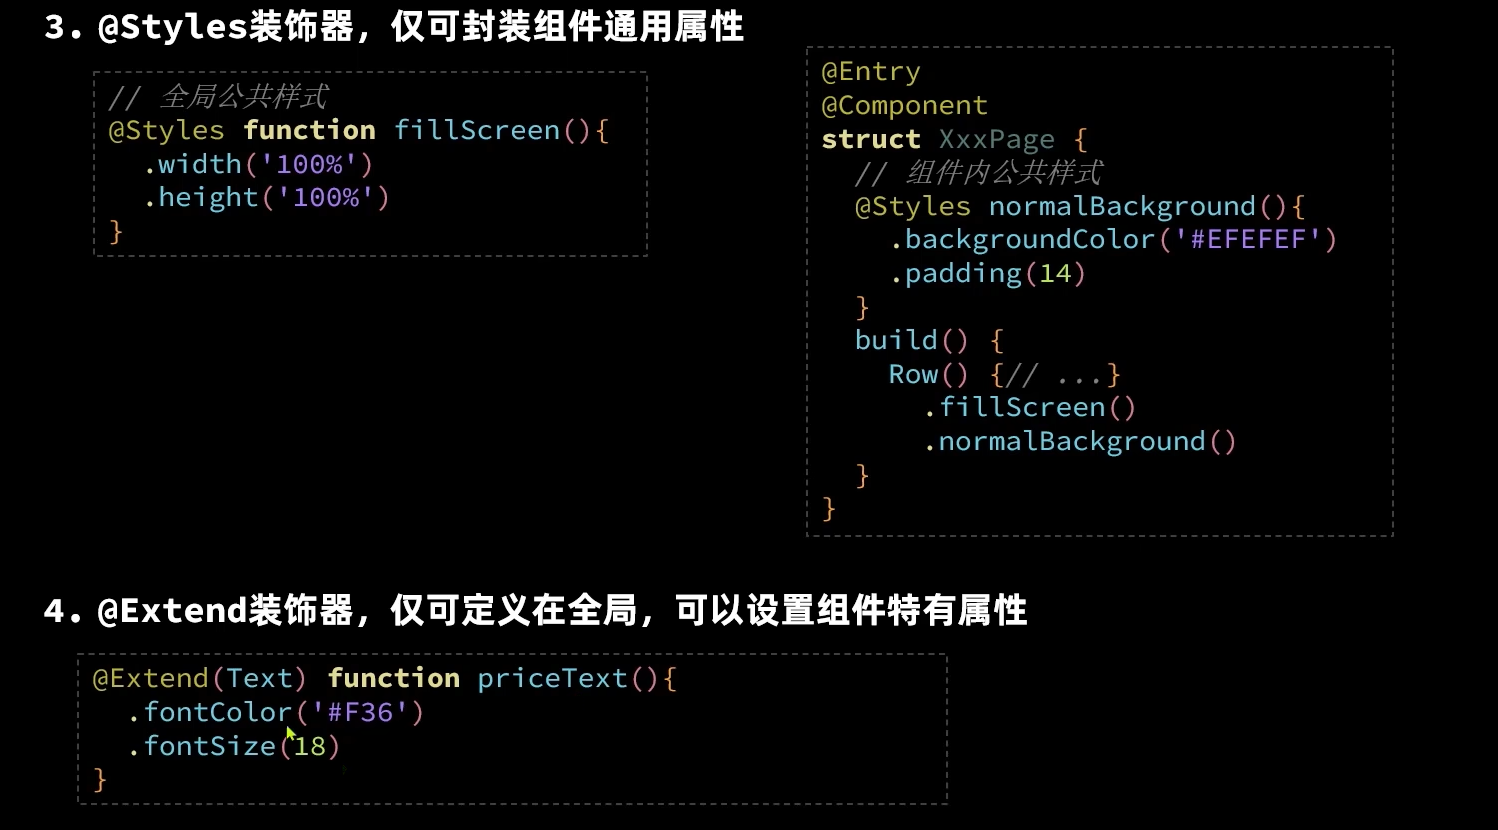 3. @Styles装饰器，仅可封装组件通用属性
// 全局公共样式
@Styles function fillScreen(){
.width('100%')
.height('100%')
}
@Entry
@Component
struct XxxPage {
// 组件内公共样式
@Styles normalBackground(){
.backgroundColor('#EFEFEF')
.padding(14)
}
build() {
Row() {// ...}
.fillScreen()
.normalBackground()
}
}
4. @Extend装饰器，仅可定义在全局，可以设置组件特有属性
@Extend(Text) function priceText(){
.fontColor('#F36')
.fontSize(18)
}